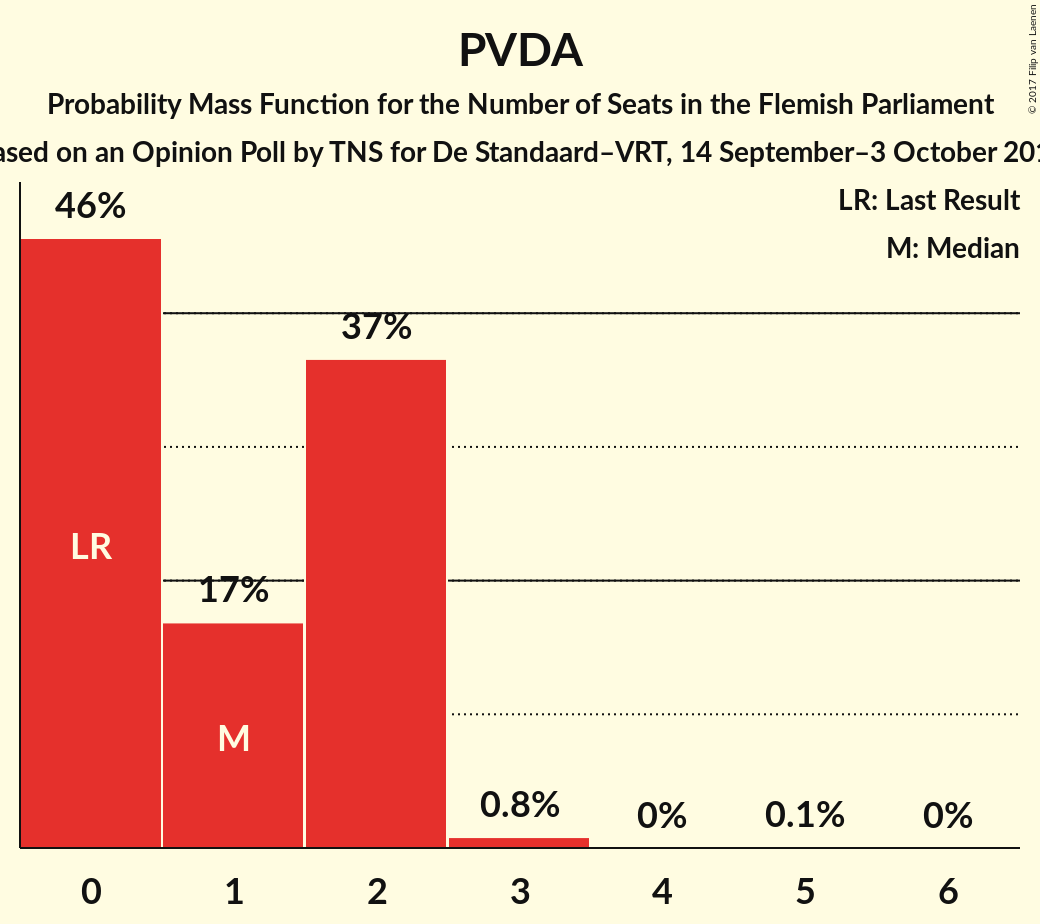 PVDA
Probability Mass Function for the Number of Seats in the Flemish Parliament
on an Opinion Poll by TNS for De Standaard–VRT, 14 September–3 October
LR: Last Result
M: Median
46%
37%
17%
0.8%
0%
0.1%
0%
LR
M
0 1 2 3 4 5 6
© 2017 Filip van Laenen